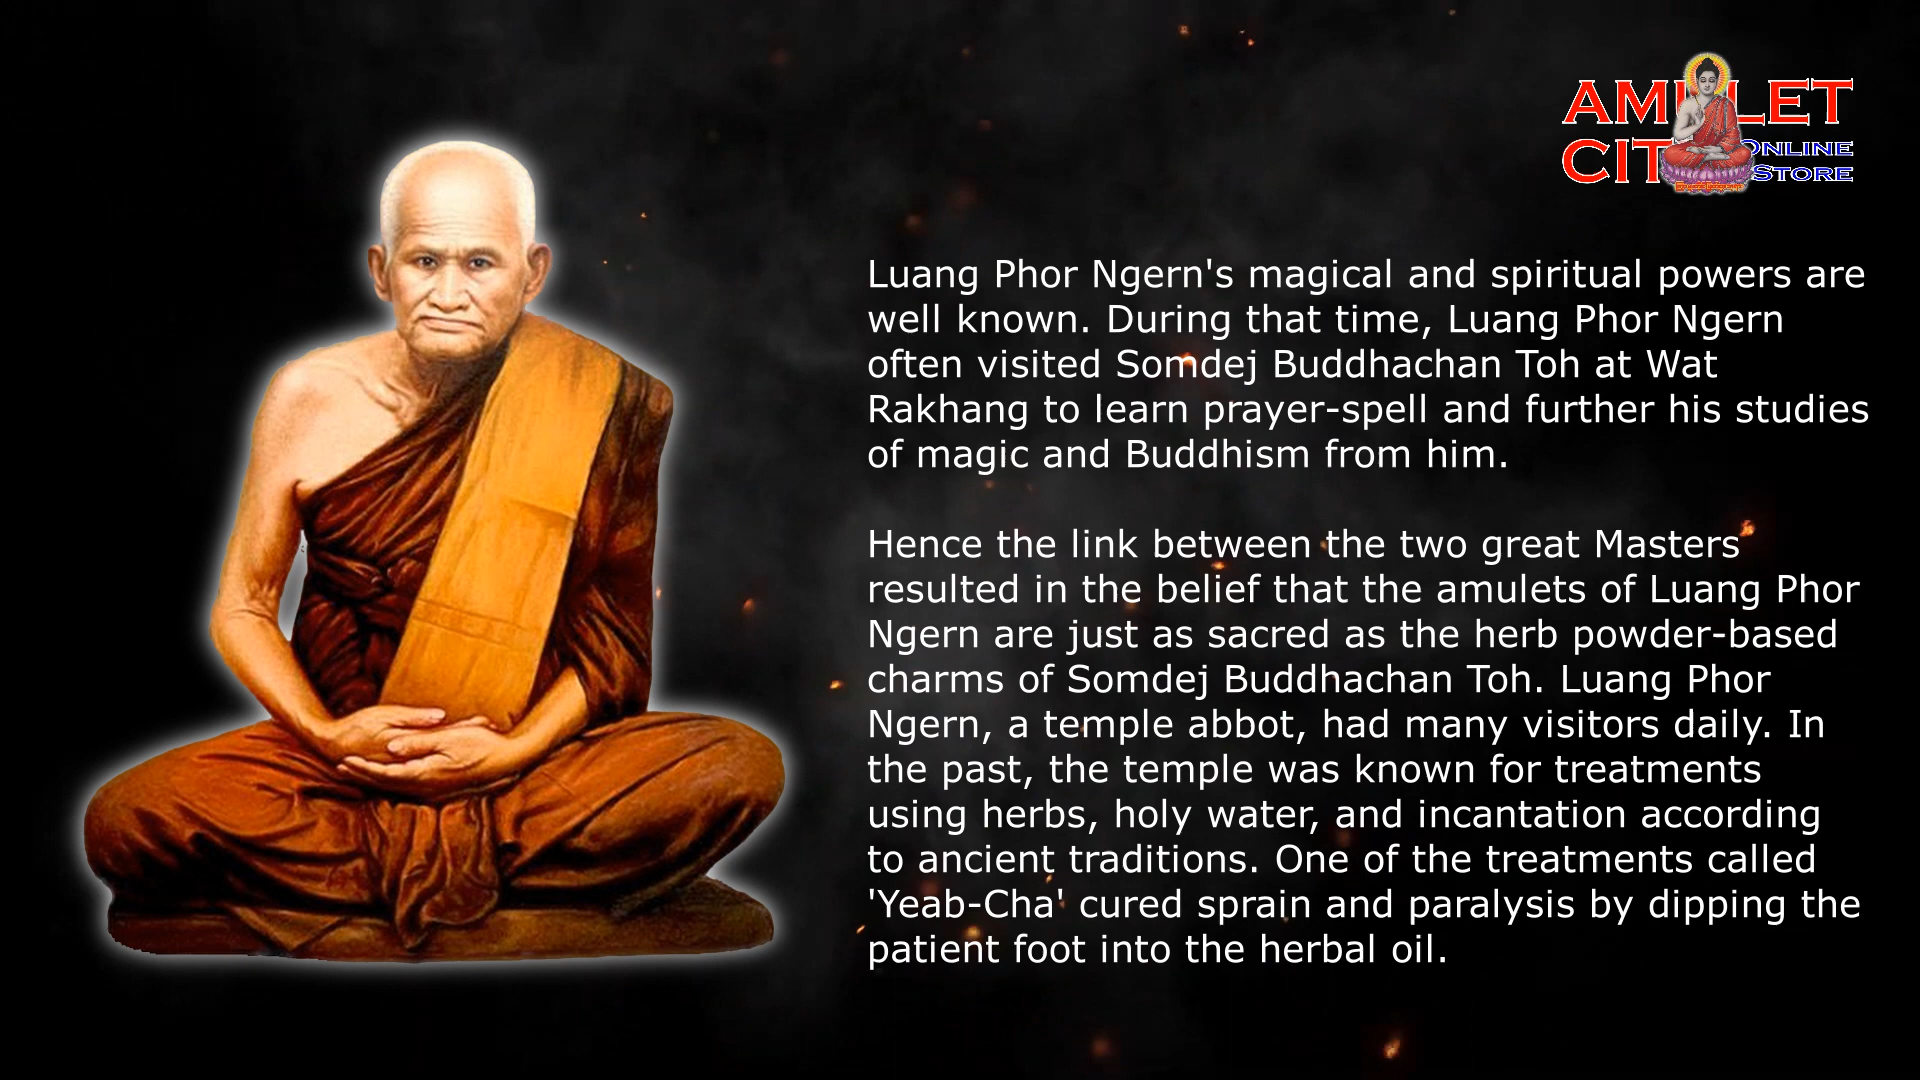 AMULET
CITY ONLINE
STORE
Luang Phor Ngern's magical and spiritual powers are
well known. During that time, Luang Phor Ngern
often visited Somdej Buddhachan Toh at Wat
Rakhang to learn prayer-spell and further his studies
of magic and Buddhism from him.
Hence the link between the two great Masters
resulted in the belief that the amulets of Luang Phor
Ngern are just as sacred as the herb powder-based
charms of Somdej Buddhachan Toh. Luang Phor
Ngern, a temple abbot, had many visitors daily. In
the past, the temple was known for treatments
using herbs, holy water, and incantation according
to ancient traditions. One of the treatments called
'Yeab-Cha' cured sprain and paralysis by dipping the
patient foot into the herbal oil.